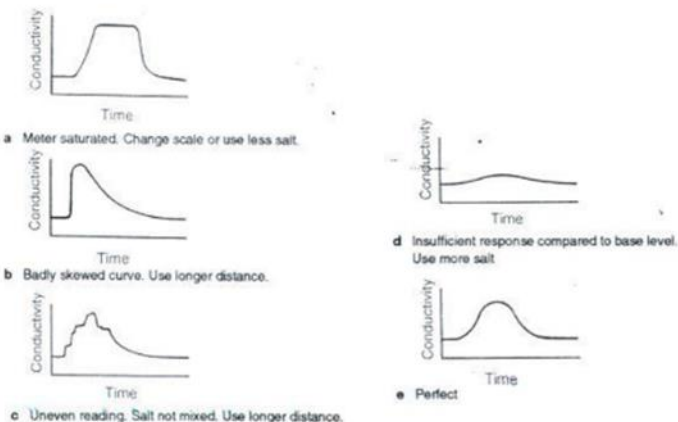 Conductivity
Time
a Meter saturated. Change scale or use less salt.
Conductivity
Time
b Badly skewed curve. Use longer distance.
Conductivity
Time
c Uneven reading. Salt not mixed. Use longer distance.
Conductivity
Time
d Insufficient response compared to base level.
Use more salt
Conductivity
Time
e Perfect